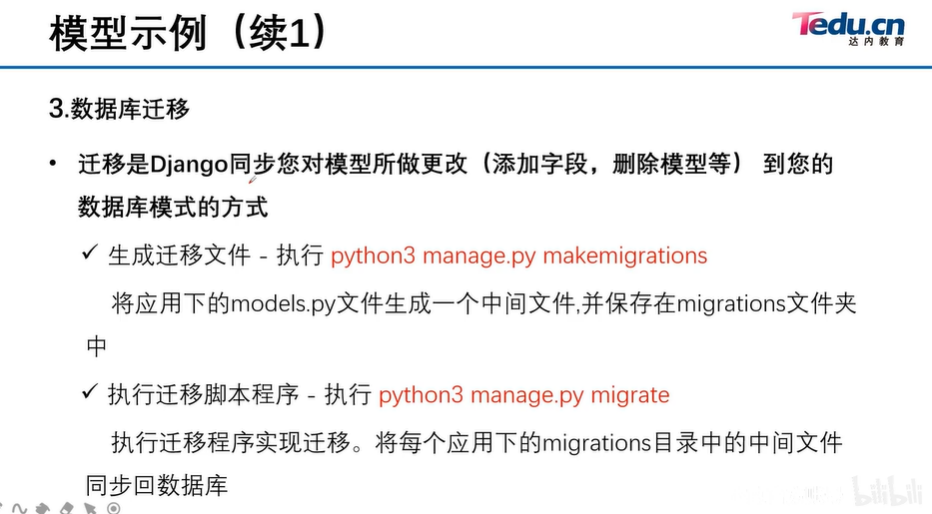 模型示例（续1）
Tedu.cn
达内教育
3.数据库迁移
• 迁移是Django同步您对模型所做更改（添加字段，删除模型等） 到您的
数据库模式的方式
✓ 生成迁移文件 - 执行 python3 manage.py makemigrations
将应用下的models.py文件生成一个中间文件,并保存在migrations文件夹
中
✓ 执行迁移脚本程序 - 执行 python3 manage.py migrate
执行迁移程序实现迁移。将每个应用下的migrations目录中的中间文件
同步回数据库
bilibili